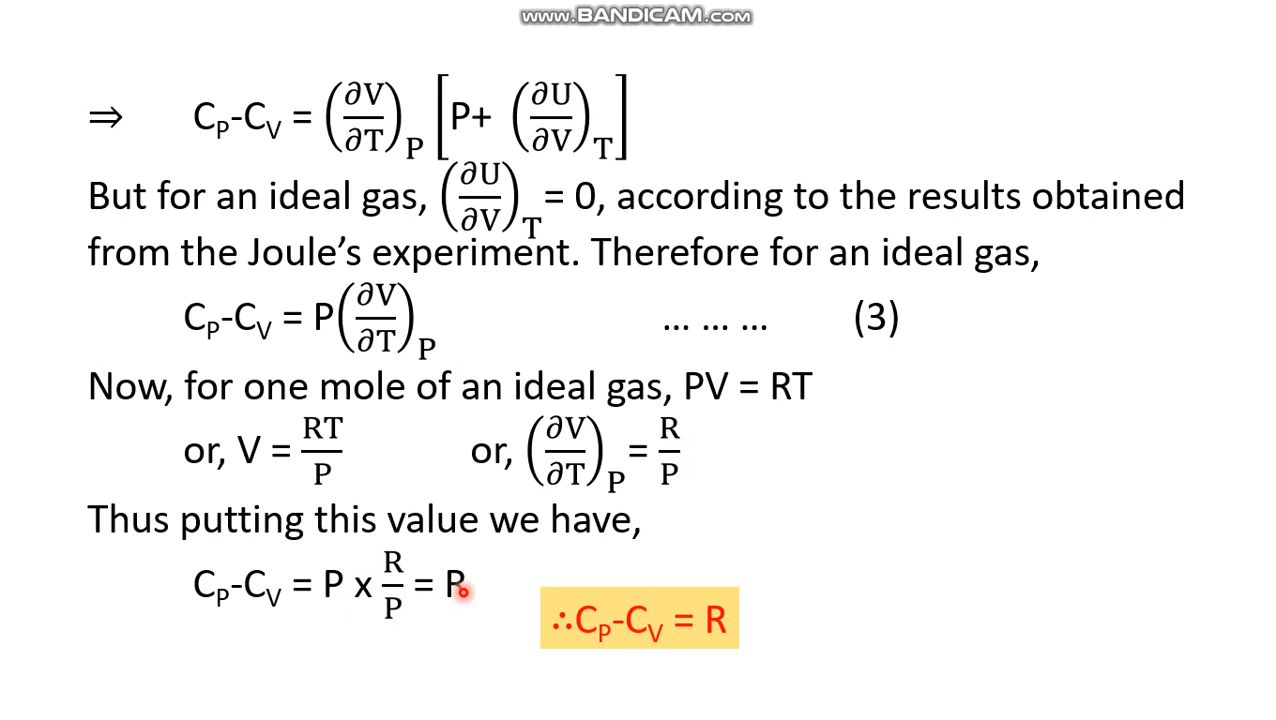 www.BANDICAM.com
⇒ C_P-C_V = (∂V/∂T)_P [P+ (∂U/∂V)_T]
But for an ideal gas, (∂U/∂V)_T = 0, according to the results obtained
from the Joule’s experiment. Therefore for an ideal gas,
C_P-C_V = P(∂V/∂T)_P ... ... ... (3)
Now, for one mole of an ideal gas, PV = RT
or, V = RT/P or, (∂V/∂T)_P = R/P
Thus putting this value we have,
C_P-C_V = P x R/P = R
∴C_P-C_V = R